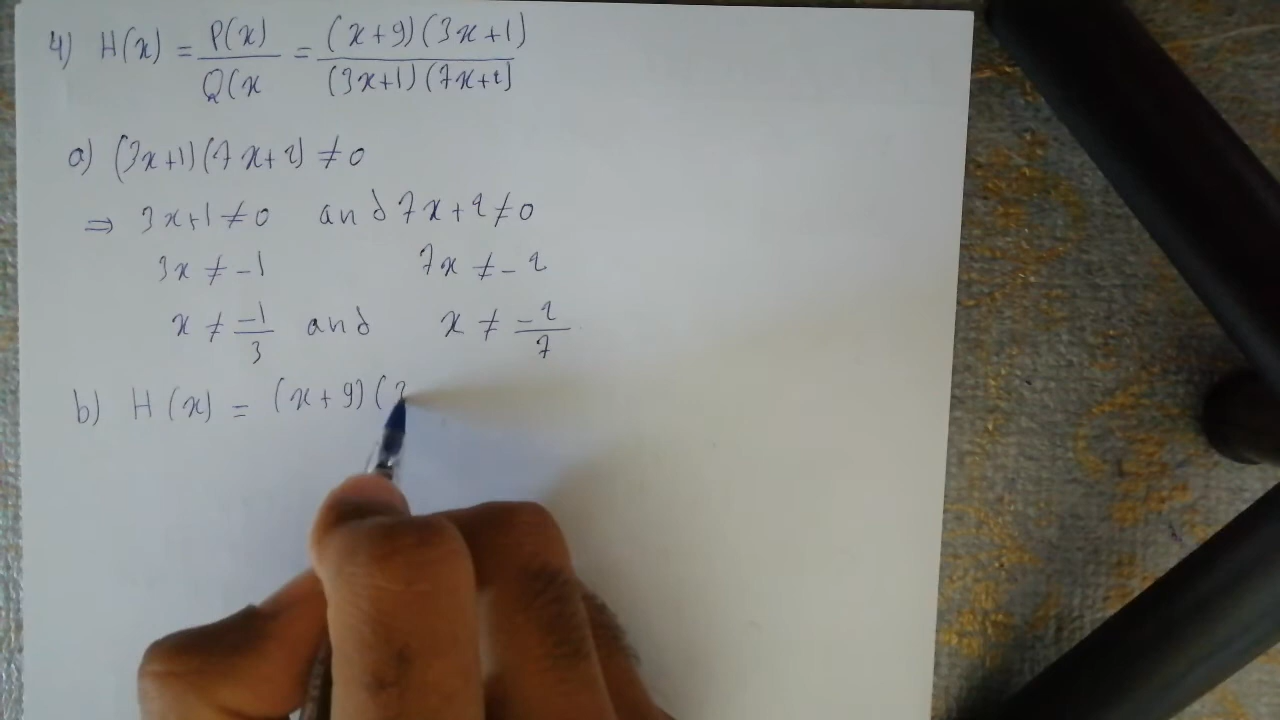 4) H(x) = P(x)/Q(x = (x+9)(3x+1)/(3x+1)(7x+2)
a) (3x+1)(7x+2) ≠ 0
⇒ 3x+1 ≠ 0 and 7x+2 ≠ 0
3x ≠ -1 7x ≠ -2
x ≠ -1/3 and x ≠ -2/7
b) H(x) = (x+9)(3